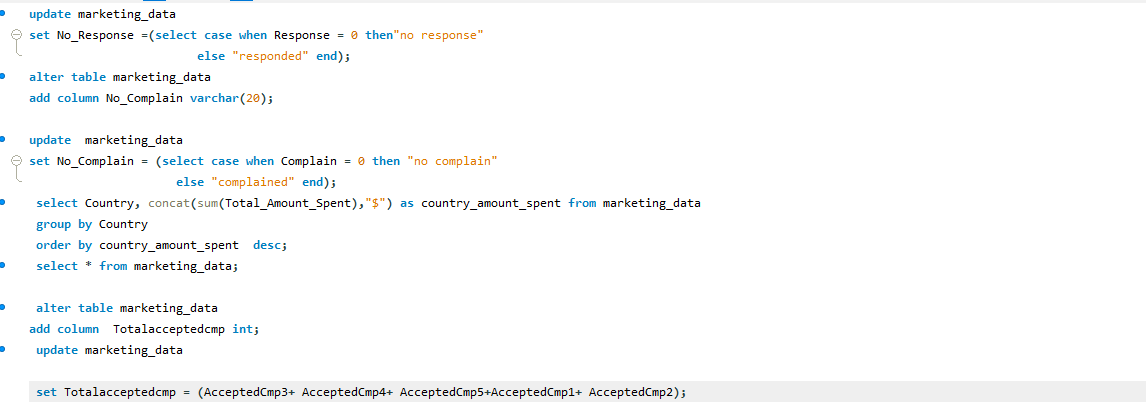 update marketing_data
set No_Response =(select case when Response = 0 then"no response"
else "responded" end);
alter table marketing_data
add column No_Complain varchar(20);
update  marketing_data
set No_Complain = (select case when Complain = 0 then "no complain"
else "complained" end);
select Country, concat(sum(Total_Amount_Spent),"$") as country_amount_spent from marketing_data
group by Country
order by country_amount_spent  desc;
select * from marketing_data;
alter table marketing_data
add column  Totalacceptedcmp int;
update marketing_data
set Totalacceptedcmp = (AcceptedCmp3+ AcceptedCmp4+ AcceptedCmp5+AcceptedCmp1+ AcceptedCmp2);